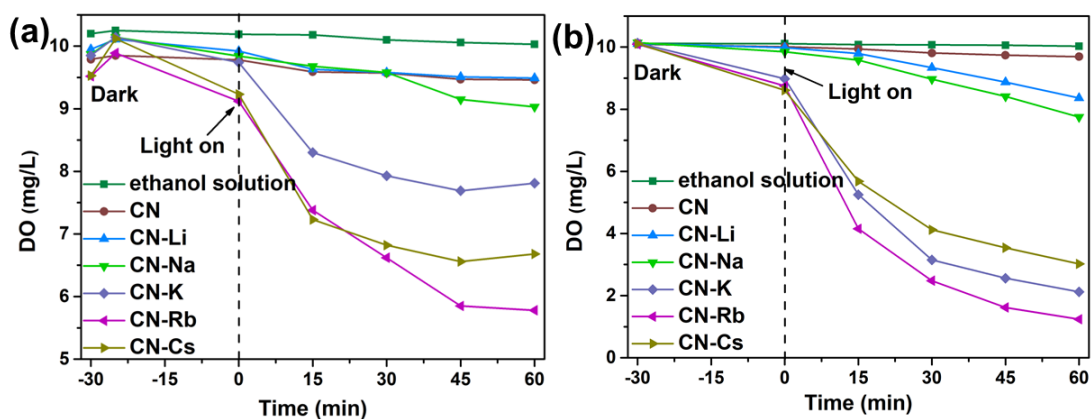 (a)
DO (mg/L)
10
9
8
7
6
5
Dark
Light on
ethanol solution
CN
CN-Li
CN-Na
CN-K
CN-Rb
CN-Cs
-30 -15 0 15 30 45 60
Time (min)
(b)
DO (mg/L)
10
8
6
4
2
0
Dark
Light on
ethanol solution
CN
CN-Li
CN-Na
CN-K
CN-Rb
CN-Cs
-30 -15 0 15 30 45 60
Time (min)